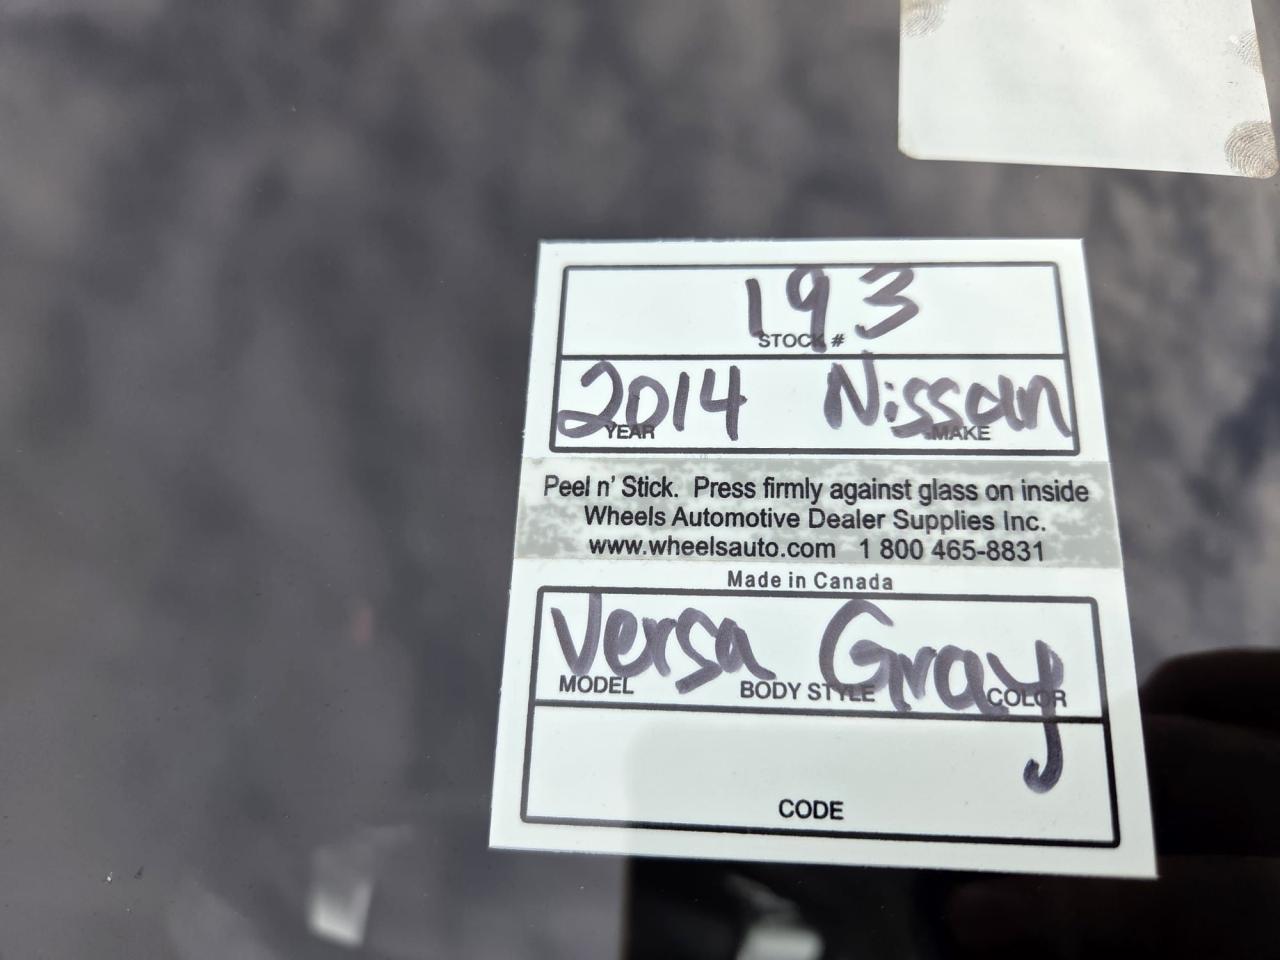 193
STOCK #
2014 Nissan
YEAR MAKE
Peel n' Stick. Press firmly against glass on inside
Wheels Automotive Dealer Supplies Inc.
www.wheelsauto.com 1 800 465-8831
Made in Canada
Versa Gray
MODEL BODY STYLE COLOR
CODE